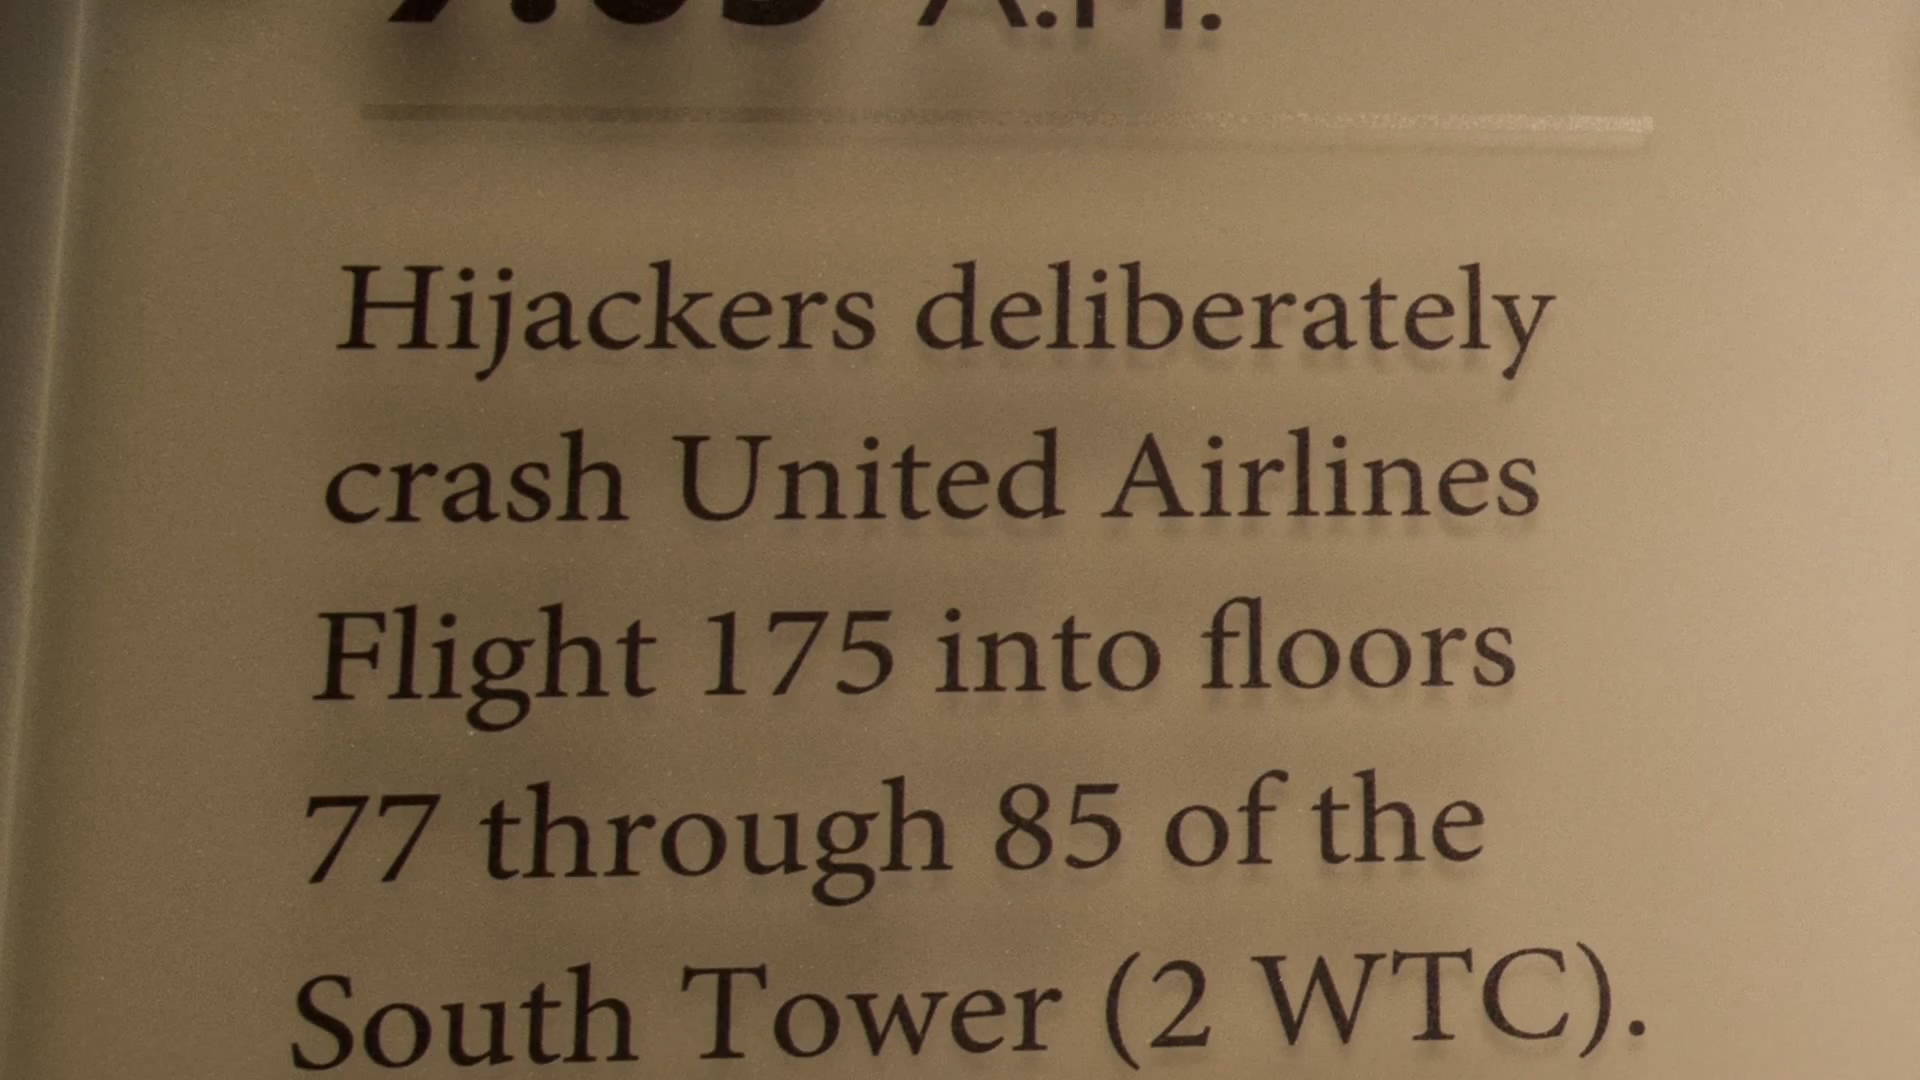 A.M.
Hijackers deliberately
crash United Airlines
Flight 175 into floors
77 through 85 of the
South Tower (2 WTC).